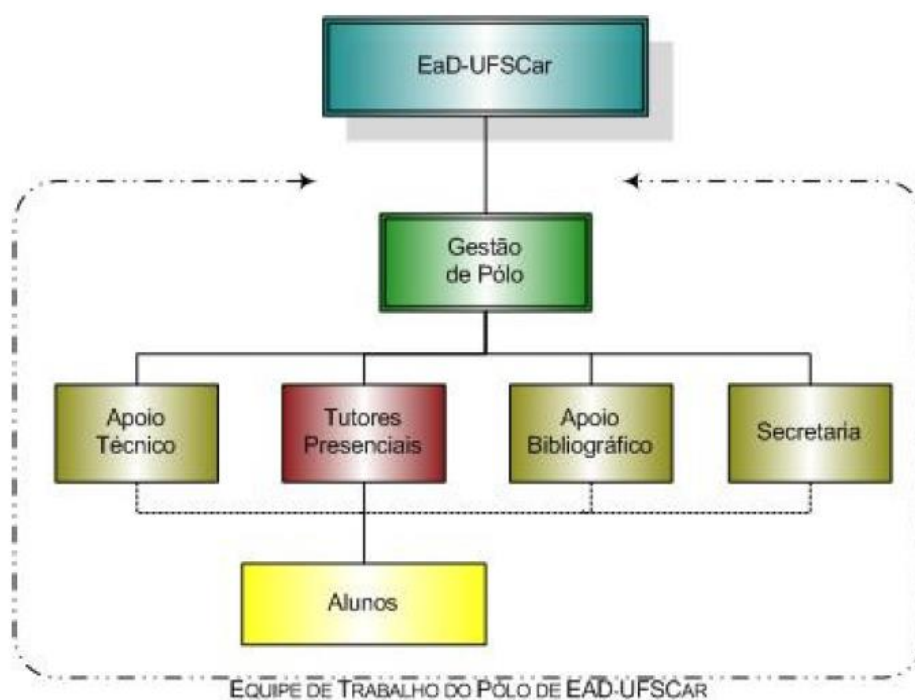 EaD-UFSCar
Gestão
de Pólo
Apoio
Técnico
Tutores
Presenciais
Apoio
Bibliográfico
Secretaria
Alunos
EQUIPE DE TRABALHO DO PÓLO DE EAD-UFSCAR